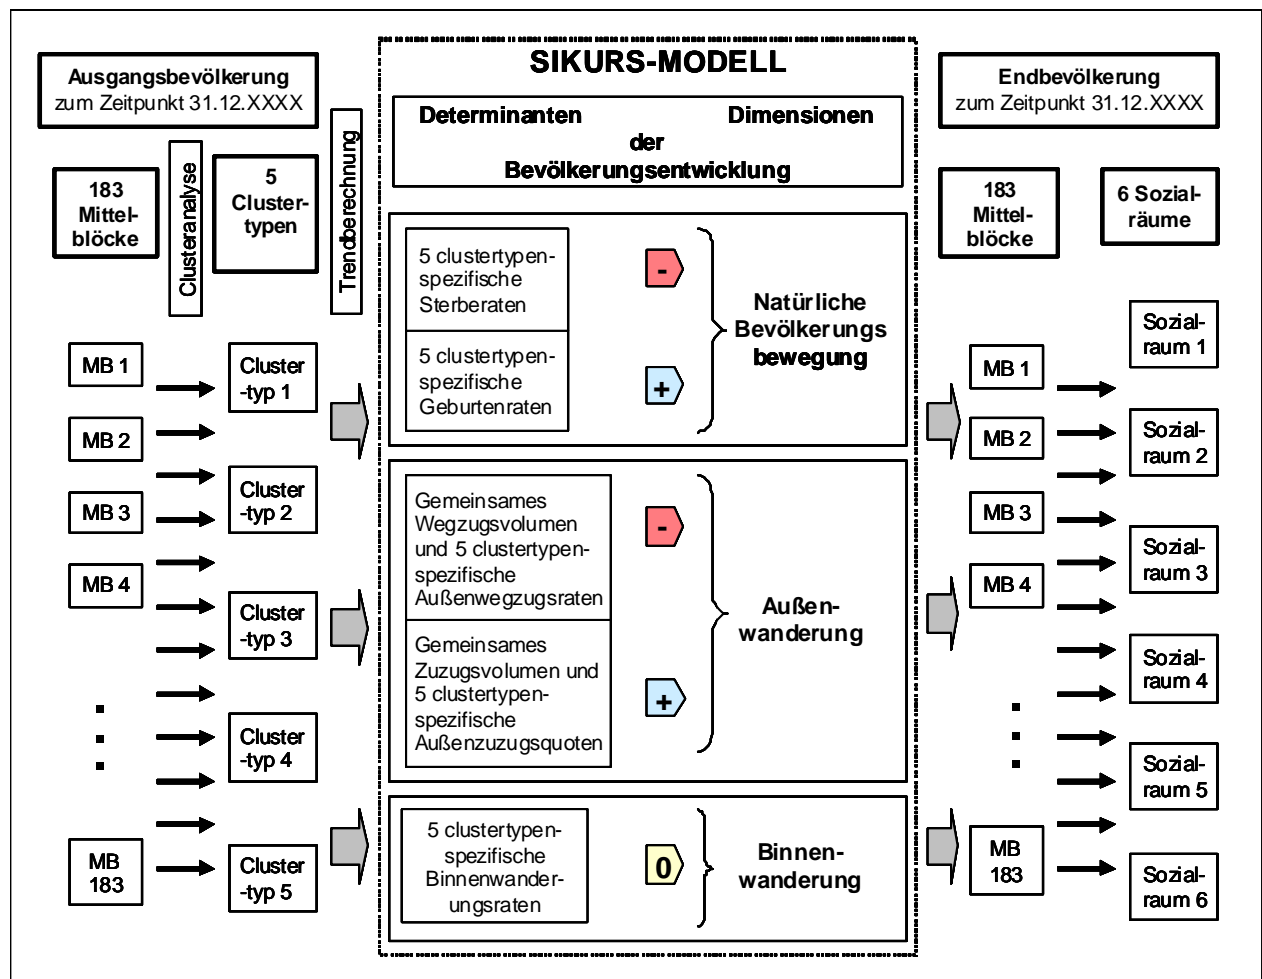 Ausgangsbevölkerung
zum Zeitpunkt 31.12.XXXX
183
Mittel-
blöcke
Clusteranalyse
5
Cluster-
typen
Trendberechnung
MB 1
MB 2
MB 3
MB 4
MB
183
Cluster
-typ 1
Cluster
-typ 2
Cluster
-typ 3
Cluster
-typ 4
Cluster
-typ 5
SIKURS-MODELL
Determinanten Dimensionen
der
Bevölkerungsentwicklung
5 clustertypen-
spezifische
Sterberaten
-
5 clustertypen-
spezifische
Geburtenraten
+
Natürliche
Bevölkerungs
bewegung
Gemeinsames
Wegzugsvolumen
und 5 clustertypen-
spezifische
Außenwegzugsraten
-
Gemeinsames
Zuzugsvolumen und
5 clustertypen-
spezifische
Außenzuzugsquoten
+
Außen-
wanderung
5 clustertypen-
spezifische
Binnenwander-
ungsraten
0
Binnen-
wanderung
Endbevölkerung
zum Zeitpunkt 31.12.XXXX
183
Mittel-
blöcke
6 Sozial-
räume
MB 1
MB 2
MB 3
MB 4
MB
183
Sozial-
raum 1
Sozial-
raum 2
Sozial-
raum 3
Sozial-
raum 4
Sozial-
raum 5
Sozial-
raum 6